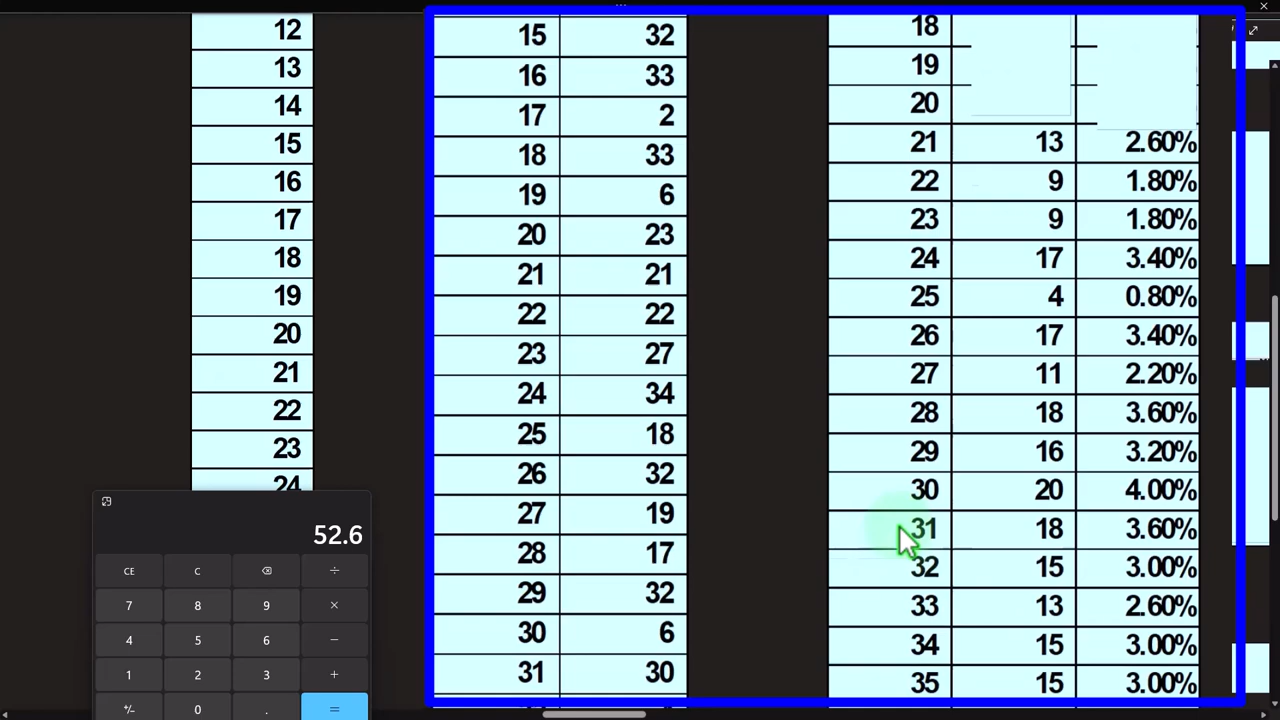 12
13
14
15
16
17
18
19
20
21
22
23
24
15 32
16 33
17 2
18 33
19 6
20 23
21 21
22 22
23 27
24 34
25 18
26 32
27 19
28 17
29 32
30 6
31 30
18
19
20
21 13 2.60%
22 9 1.80%
23 9 1.80%
24 17 3.40%
25 4 0.80%
26 17 3.40%
27 11 2.20%
28 18 3.60%
29 16 3.20%
30 20 4.00%
31 18 3.60%
32 15 3.00%
33 13 2.60%
34 15 3.00%
35 15 3.00%
52.6
CE C ⌫ ÷
7 8 9 ×
4 5 6 −
1 2 3 +
+/− 0 . =